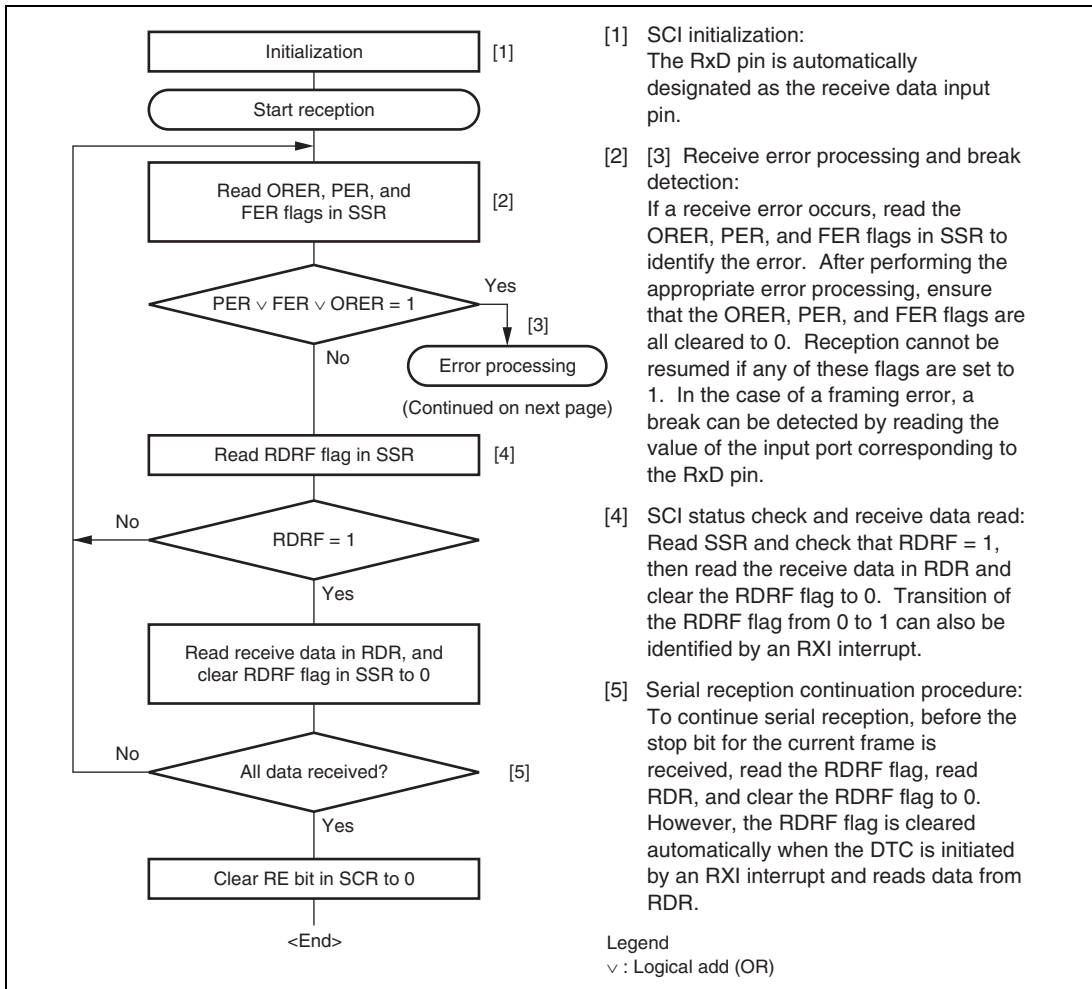 Initialization
[1]
Start reception
Read ORER, PER, and
FER flags in SSR
[2]
PER ∨ FER ∨ ORER = 1
Yes
[3]
No
Error processing
(Continued on next page)
Read RDRF flag in SSR
[4]
No
RDRF = 1
Yes
Read receive data in RDR, and
clear RDRF flag in SSR to 0
No
All data received?
[5]
Yes
Clear RE bit in SCR to 0
<End>
[1] SCI initialization:
The RxD pin is automatically
designated as the receive data input
pin.
[2] [3] Receive error processing and break
detection:
If a receive error occurs, read the
ORER, PER, and FER flags in SSR to
identify the error. After performing the
appropriate error processing, ensure
that the ORER, PER, and FER flags are
all cleared to 0. Reception cannot be
resumed if any of these flags are set to
1. In the case of a framing error, a
break can be detected by reading the
value of the input port corresponding to
the RxD pin.
[4] SCI status check and receive data read:
Read SSR and check that RDRF = 1,
then read the receive data in RDR and
clear the RDRF flag to 0. Transition of
the RDRF flag from 0 to 1 can also be
identified by an RXI interrupt.
[5] Serial reception continuation procedure:
To continue serial reception, before the
stop bit for the current frame is
received, read the RDRF flag, read
RDR, and clear the RDRF flag to 0.
However, the RDRF flag is cleared
automatically when the DTC is initiated
by an RXI interrupt and reads data from
RDR.
Legend
∨ : Logical add (OR)